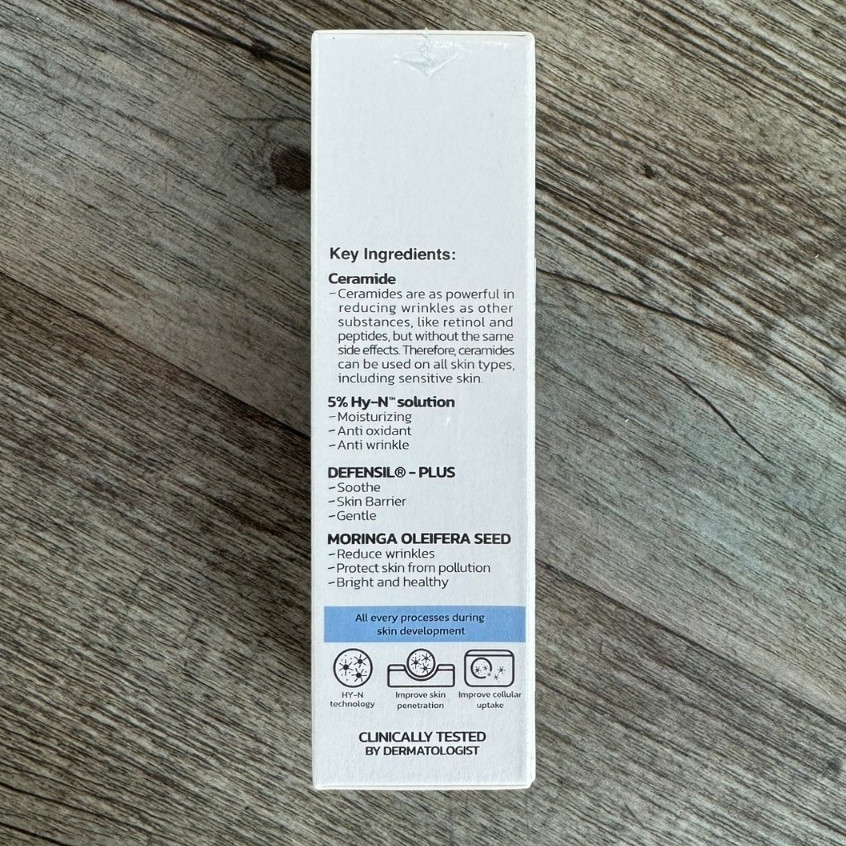 Key Ingredients:
Ceramide
-Ceramides are as powerful in
reducing wrinkles as other
substances, like retinol and
peptides, but without the same
side effects. Therefore, ceramides
can be used on all skin types,
including sensitive skin.
5% Hy-N™ solution
-Moisturizing
-Anti oxidant
-Anti wrinkle
DEFENSIL® - PLUS
-Soothe
-Skin Barrier
-Gentle
MORINGA OLEIFERA SEED
-Reduce wrinkles
-Protect skin from pollution
-Bright and healthy
All every processes during
skin development
HY-N
technology
Improve skin
penetration
Improve cellular
uptake
CLINICALLY TESTED
BY DERMATOLOGIST